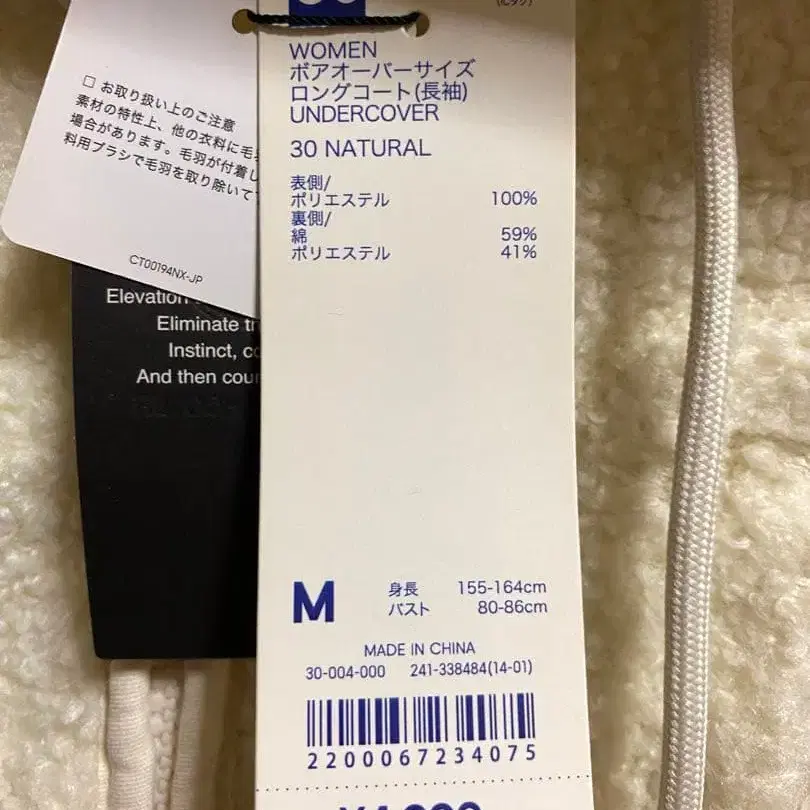 WOMEN
ボアオーバーサイズ
ロングコート(長袖)
UNDERCOVER
30 NATURAL
表側/
ポリエステル 100%
裏側/
綿 59%
ポリエステル 41%
M 身長 155-164cm
バスト 80-86cm
MADE IN CHINA
30-004-000 241-338484(14-01)
2200067234075
□ お取り扱い上のご注意
素材の特性上、他の衣料に毛
場合があります。毛羽が付着し
料用ブラシで毛羽を取り除いて
CT00194NX-JP
Elevation
Eliminate
Instinct,
And then